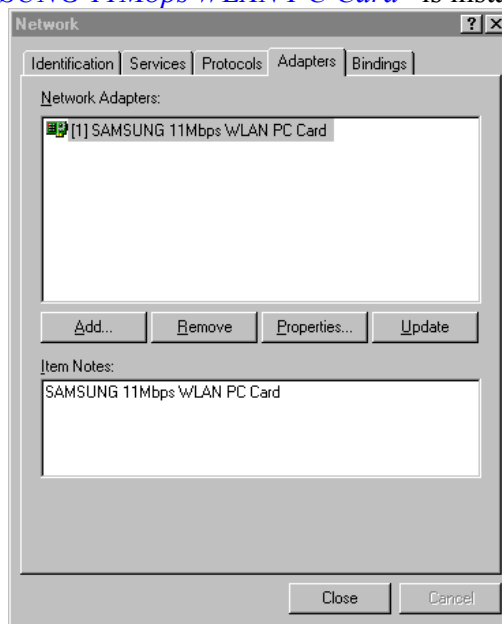 SUNG 11Mbps WLAN PC Card" is insta
Network
Identification Services Protocols Adapters Bindings
Network Adapters:
[1] SAMSUNG 11Mbps WLAN PC Card
Add... Remove Properties... Update
Item Notes:
SAMSUNG 11Mbps WLAN PC Card
Close Cancel